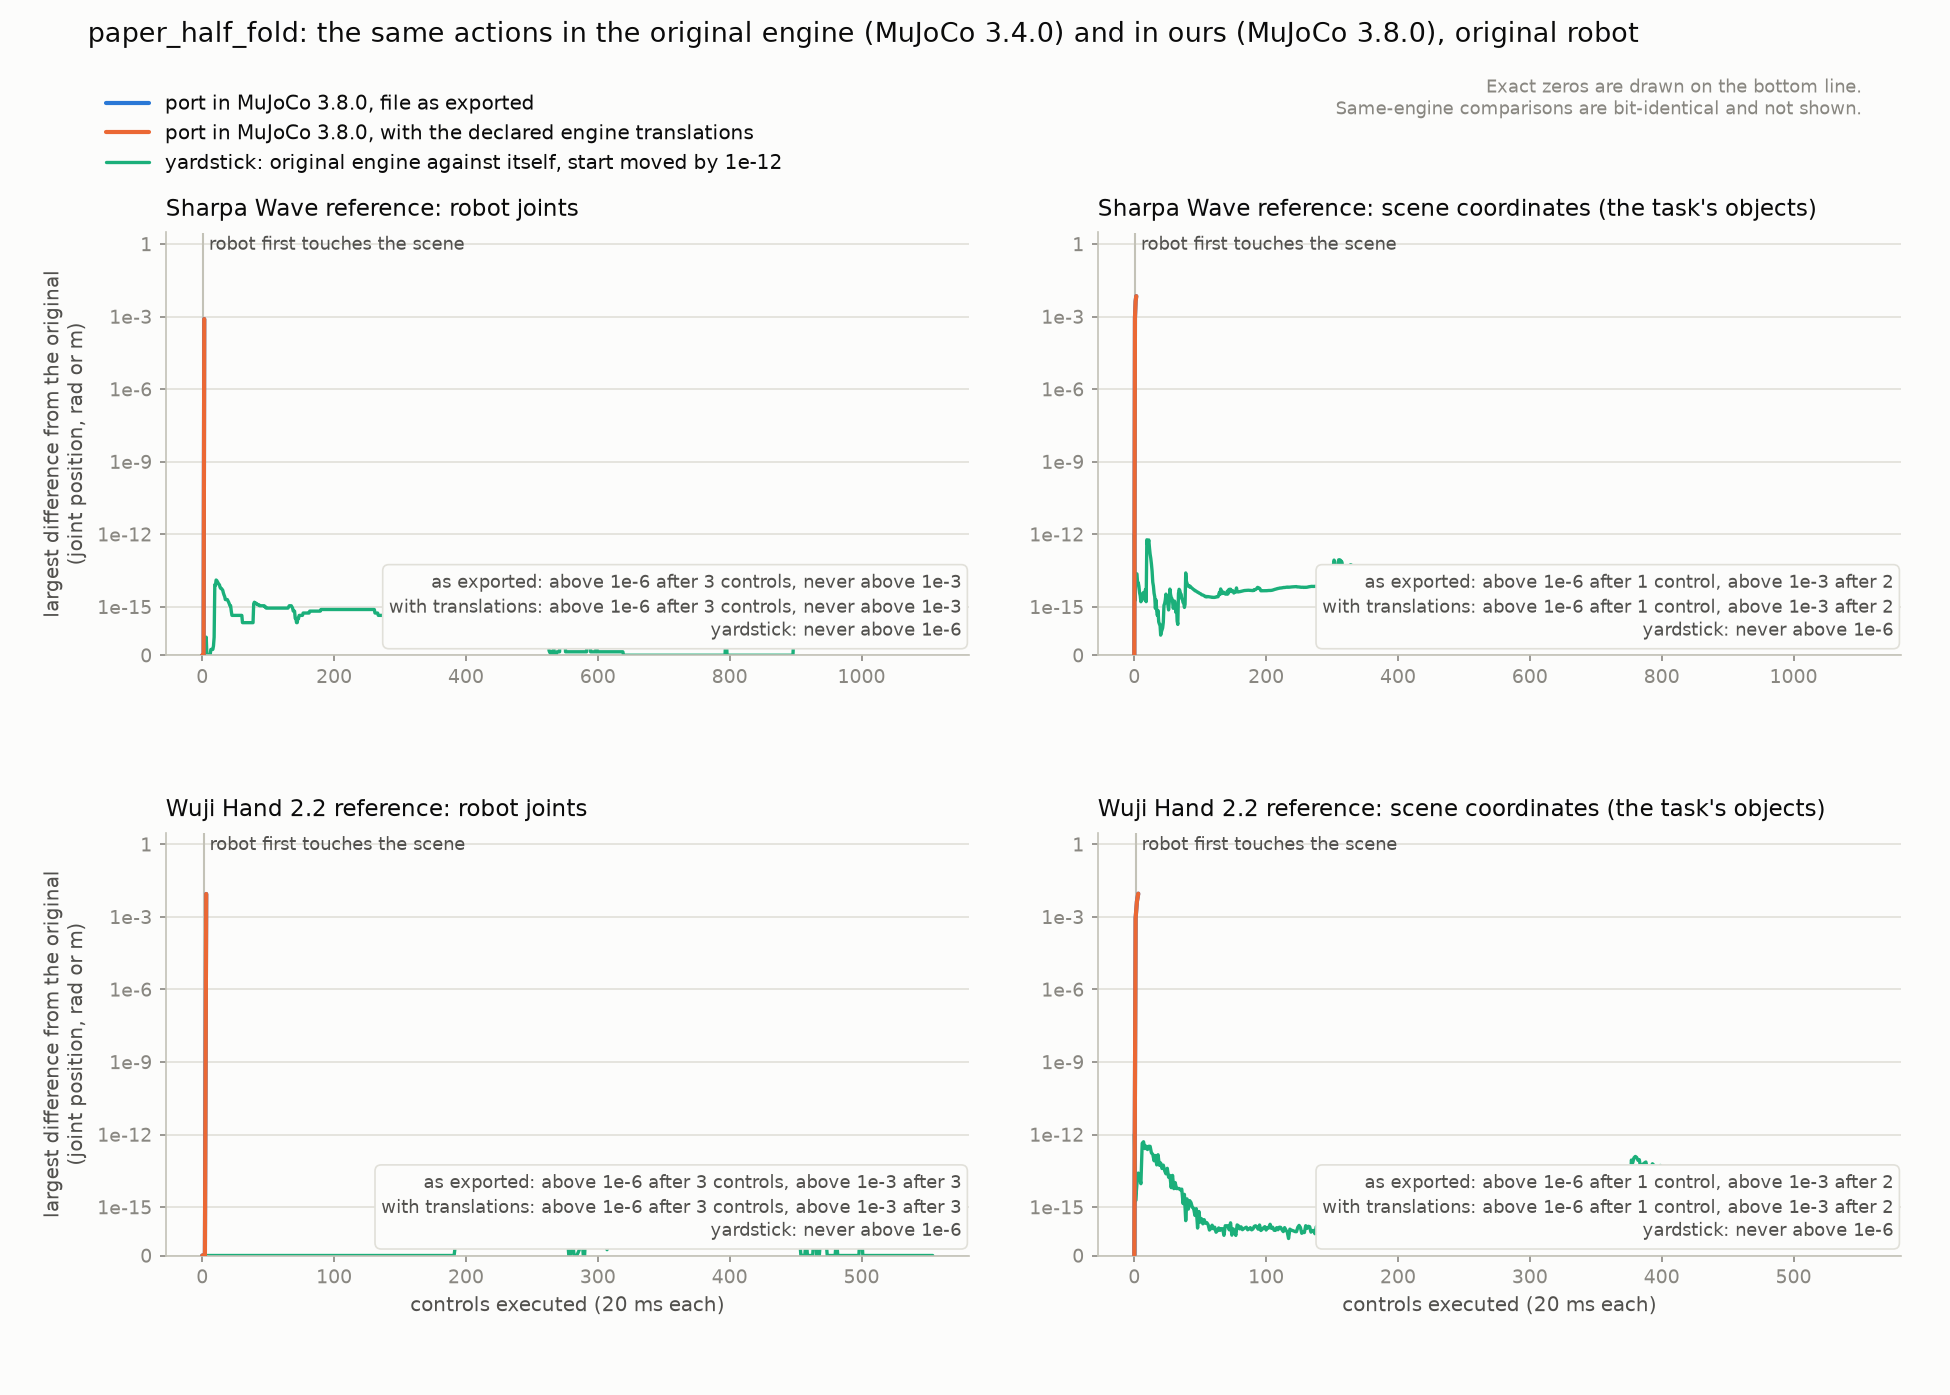 paper_half_fold: the same actions in the original engine (MuJoCo 3.4.0) and in ours (MuJoCo 3.8.0), original robot
Exact zeros are drawn on the bottom line.
Same-engine comparisons are bit-identical and not shown.
port in MuJoCo 3.8.0, file as exported
port in MuJoCo 3.8.0, with the declared engine translations
yardstick: original engine against itself, start moved by 1e-12
Sharpa Wave reference: robot joints
largest difference from the original
(joint position, rad or m)
robot first touches the scene
1
1e-3
1e-6
1e-9
1e-12
1e-15
0
as exported: above 1e-6 after 3 controls, never above 1e-3
with translations: above 1e-6 after 3 controls, never above 1e-3
yardstick: never above 1e-6
0 200 400 600 800 1000
Sharpa Wave reference: scene coordinates (the task's objects)
robot first touches the scene
1
1e-3
1e-6
1e-9
1e-12
1e-15
0
as exported: above 1e-6 after 1 control, above 1e-3 after 2
with translations: above 1e-6 after 1 control, above 1e-3 after 2
yardstick: never above 1e-6
0 200 400 600 800 1000
Wuji Hand 2.2 reference: robot joints
largest difference from the original
(joint position, rad or m)
robot first touches the scene
1
1e-3
1e-6
1e-9
1e-12
1e-15
0
as exported: above 1e-6 after 3 controls, above 1e-3 after 3
with translations: above 1e-6 after 3 controls, above 1e-3 after 3
yardstick: never above 1e-6
0 100 200 300 400 500
controls executed (20 ms each)
Wuji Hand 2.2 reference: scene coordinates (the task's objects)
robot first touches the scene
1
1e-3
1e-6
1e-9
1e-12
1e-15
0
as exported: above 1e-6 after 1 control, above 1e-3 after 2
with translations: above 1e-6 after 1 control, above 1e-3 after 2
yardstick: never above 1e-6
0 100 200 300 400 500
controls executed (20 ms each)